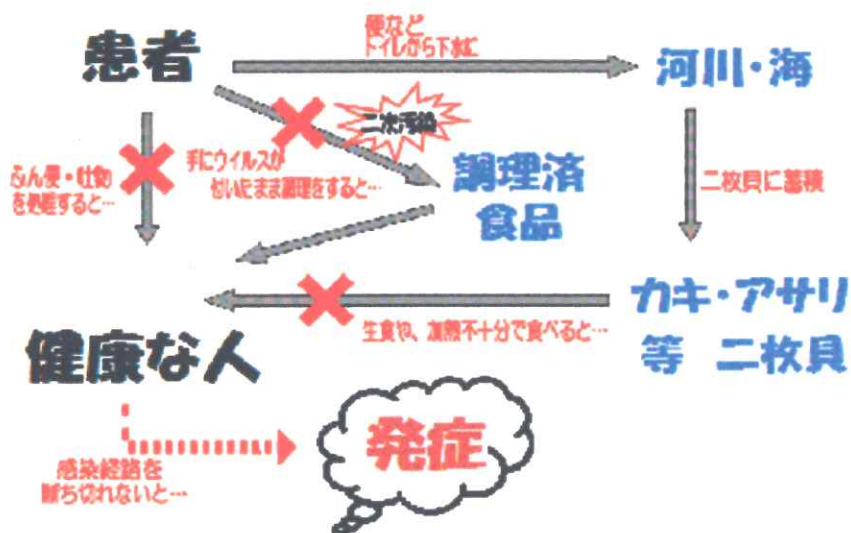 便など
トイレから下水に
患者
河川・海
二次汚染
ふん便・吐物
を処理すると…
手にウイルスが
付いたまま調理をすると…
調理済
食品
二枚貝に蓄積
カキ・アサリ
等 二枚貝
生食や、加熱不十分で食べると…
健康な人
発症
感染経路を
断ち切れないと…